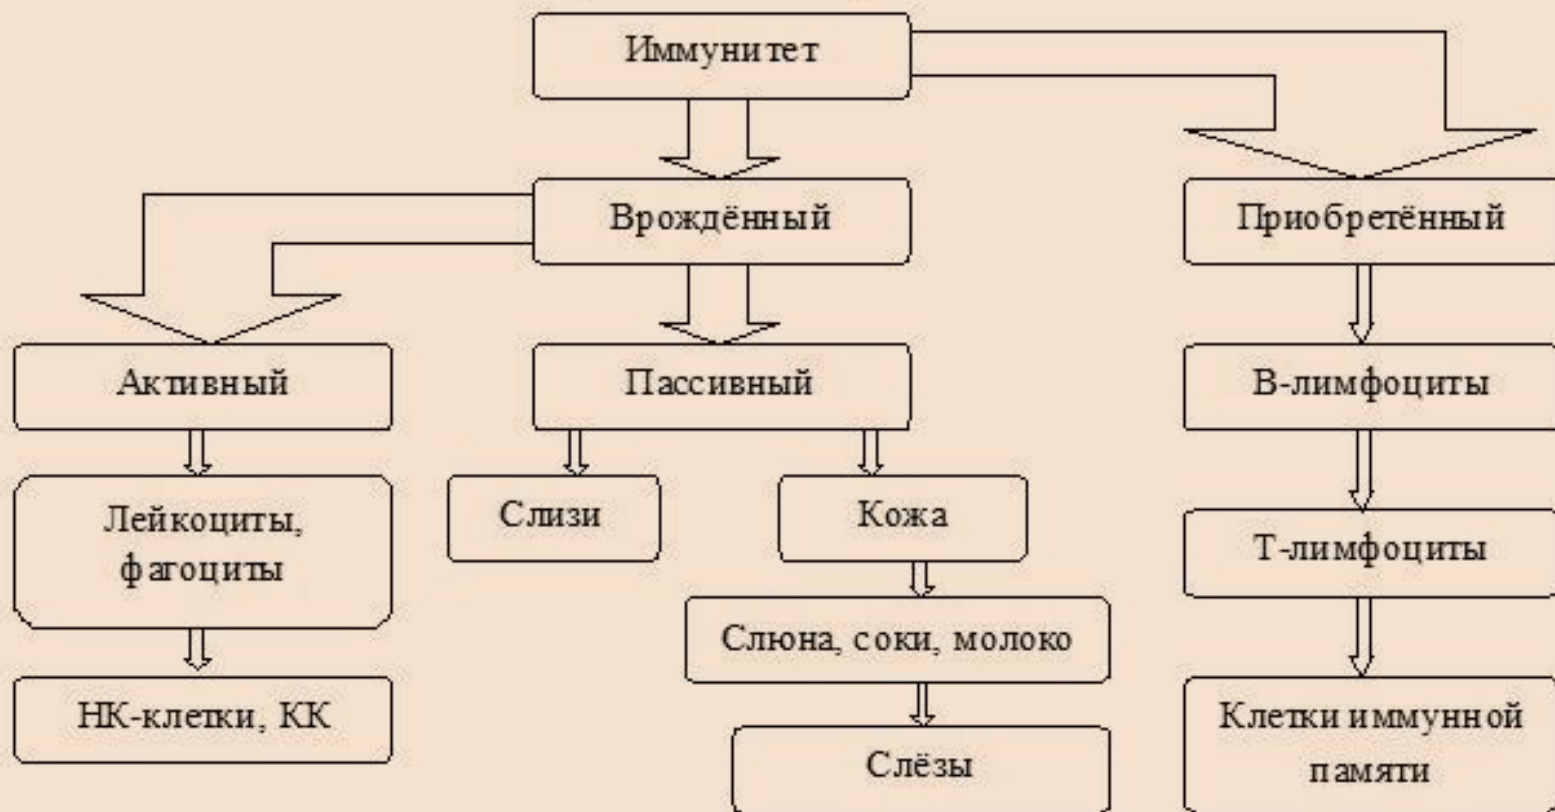 Иммунитет
Врождённый
Приобретённый
Активный
Пассивный
В-лимфоциты
Лейкоциты,
фагоциты
Слизи
Кожа
Т-лимфоциты
Слюна, соки, молоко
НК-клетки, КК
Слёзы
Клетки иммунной
памяти